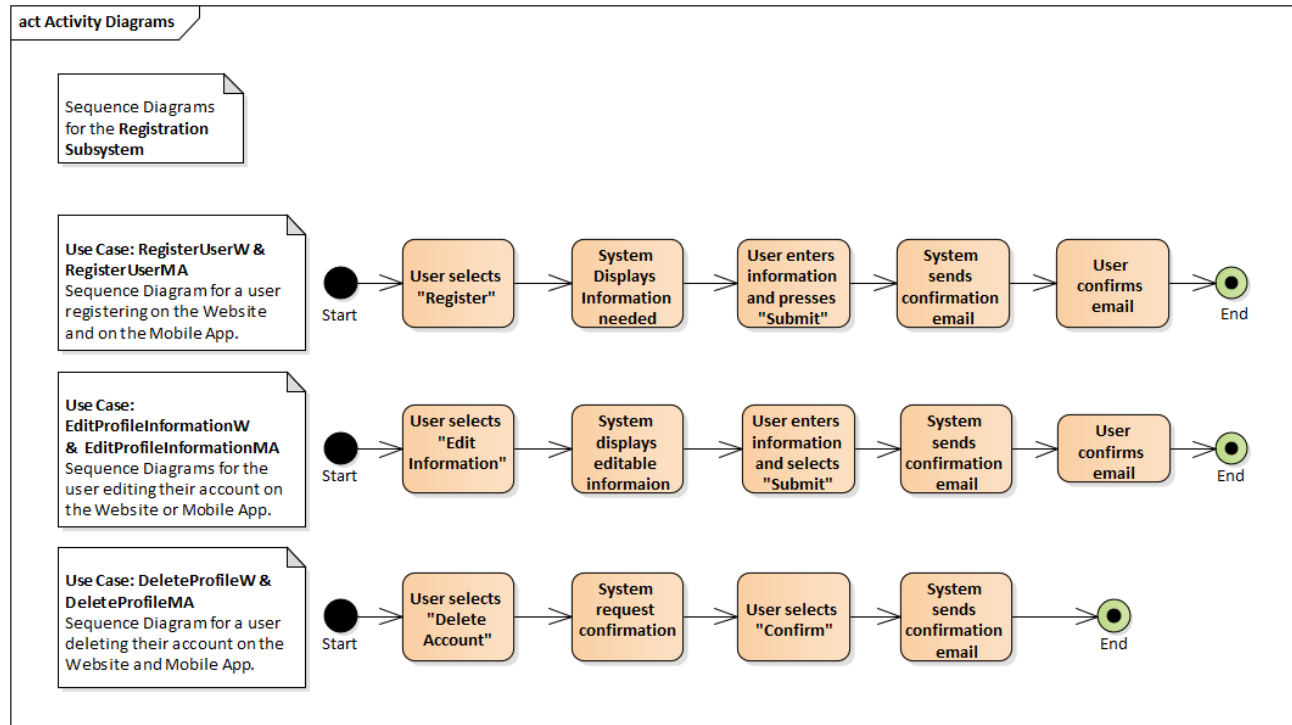 act Activity Diagrams
Sequence Diagrams
for the Registration
Subsystem
Use Case: RegisterUserW &
RegisterUserMA
Sequence Diagram for a user
registering on the Website
and on the Mobile App.
Start
User selects
"Register"
System
Displays
Information
needed
User enters
information
and presses
"Submit"
System
sends
confirmation
email
User
confirms
email
End
Use Case:
EditProfileInformationW
& EditProfileInformationMA
Sequence Diagrams for the
user editing their account on
the Website or Mobile App.
Start
User selects
"Edit
Information"
System
displays
editable
informaion
User enters
information
and selects
"Submit"
System
sends
confirmation
email
User
confirms
email
End
Use Case: DeleteProfileW &
DeleteProfileMA
Sequence Diagram for a user
deleting their account on the
Website and Mobile App.
Start
User selects
"Delete
Account"
System
request
confirmation
User selects
"Confirm"
System
sends
confirmation
email
End